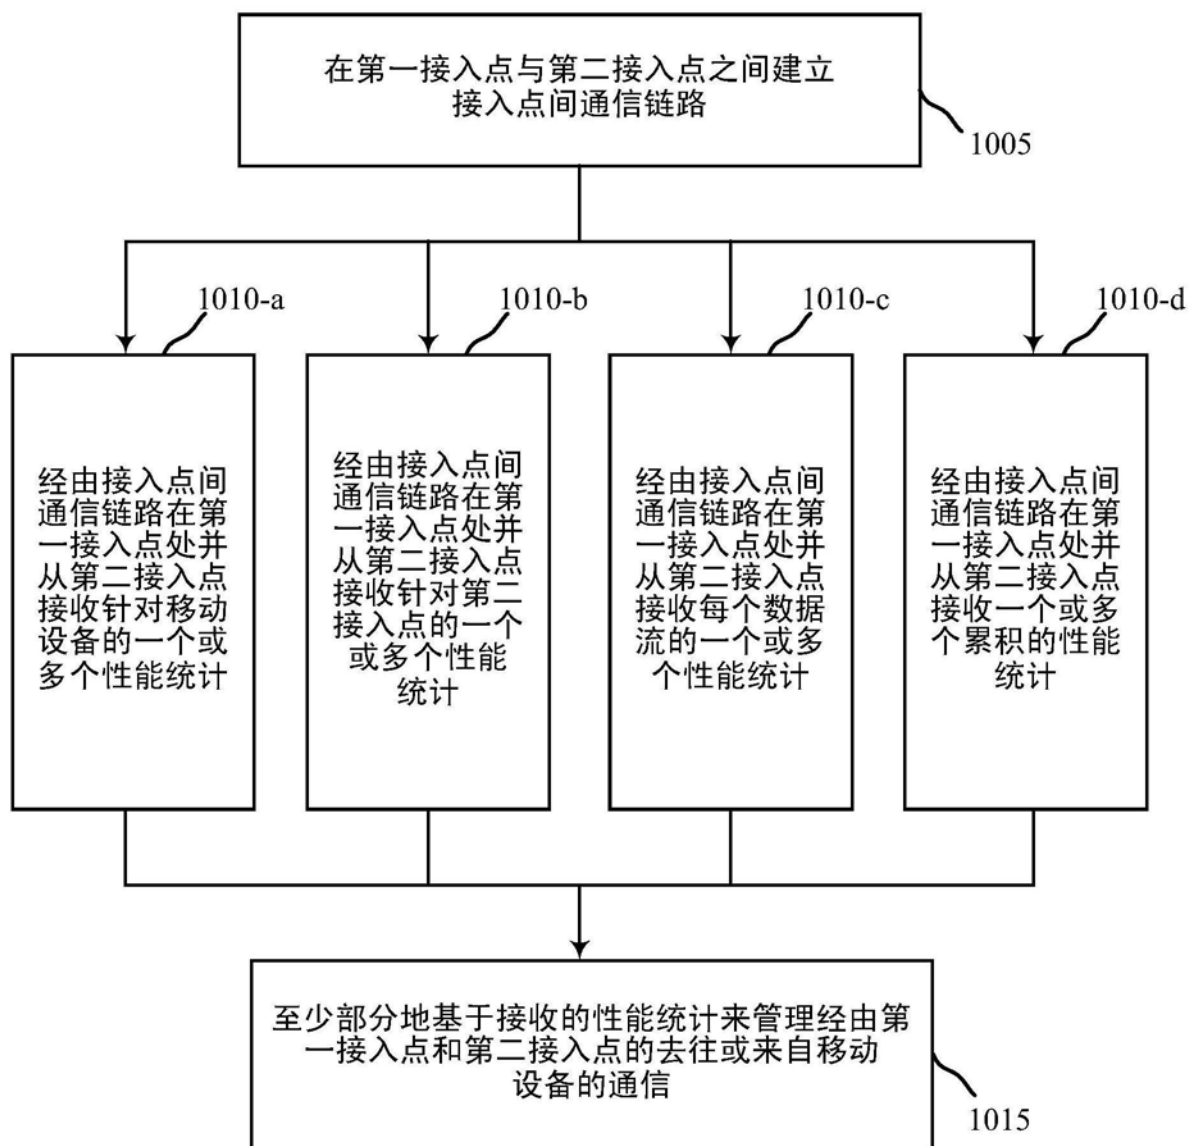 在第一接入点与第二接入点之间建立
接入点间通信链路
1005
1010-a
1010-b
1010-c
1010-d
经由接入点间
通信链路在第
一接入点处并
从第二接入点
接收针对移动
设备的一个或
多个性能统计
经由接入点间
通信链路在第
一接入点处并
从第二接入点
接收针对第二
接入点的一个
或多个性能
统计
经由接入点间
通信链路在第
一接入点处并
从第二接入点
接收每个数据
流的一个或多
个性能统计
经由接入点间
通信链路在第
一接入点处并
从第二接入点
接收一个或多
个累积的性能
统计
至少部分地基于接收的性能统计来管理经由第
一接入点和第二接入点的去往或来自移动
设备的通信
1015